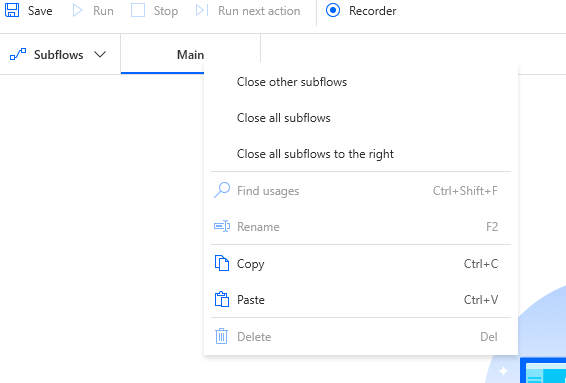 Save Run Stop Run next action Recorder
Subflows Main
Close other subflows
Close all subflows
Close all subflows to the right
Find usages Ctrl+Shift+F
Rename F2
Copy Ctrl+C
Paste Ctrl+V
Delete Del